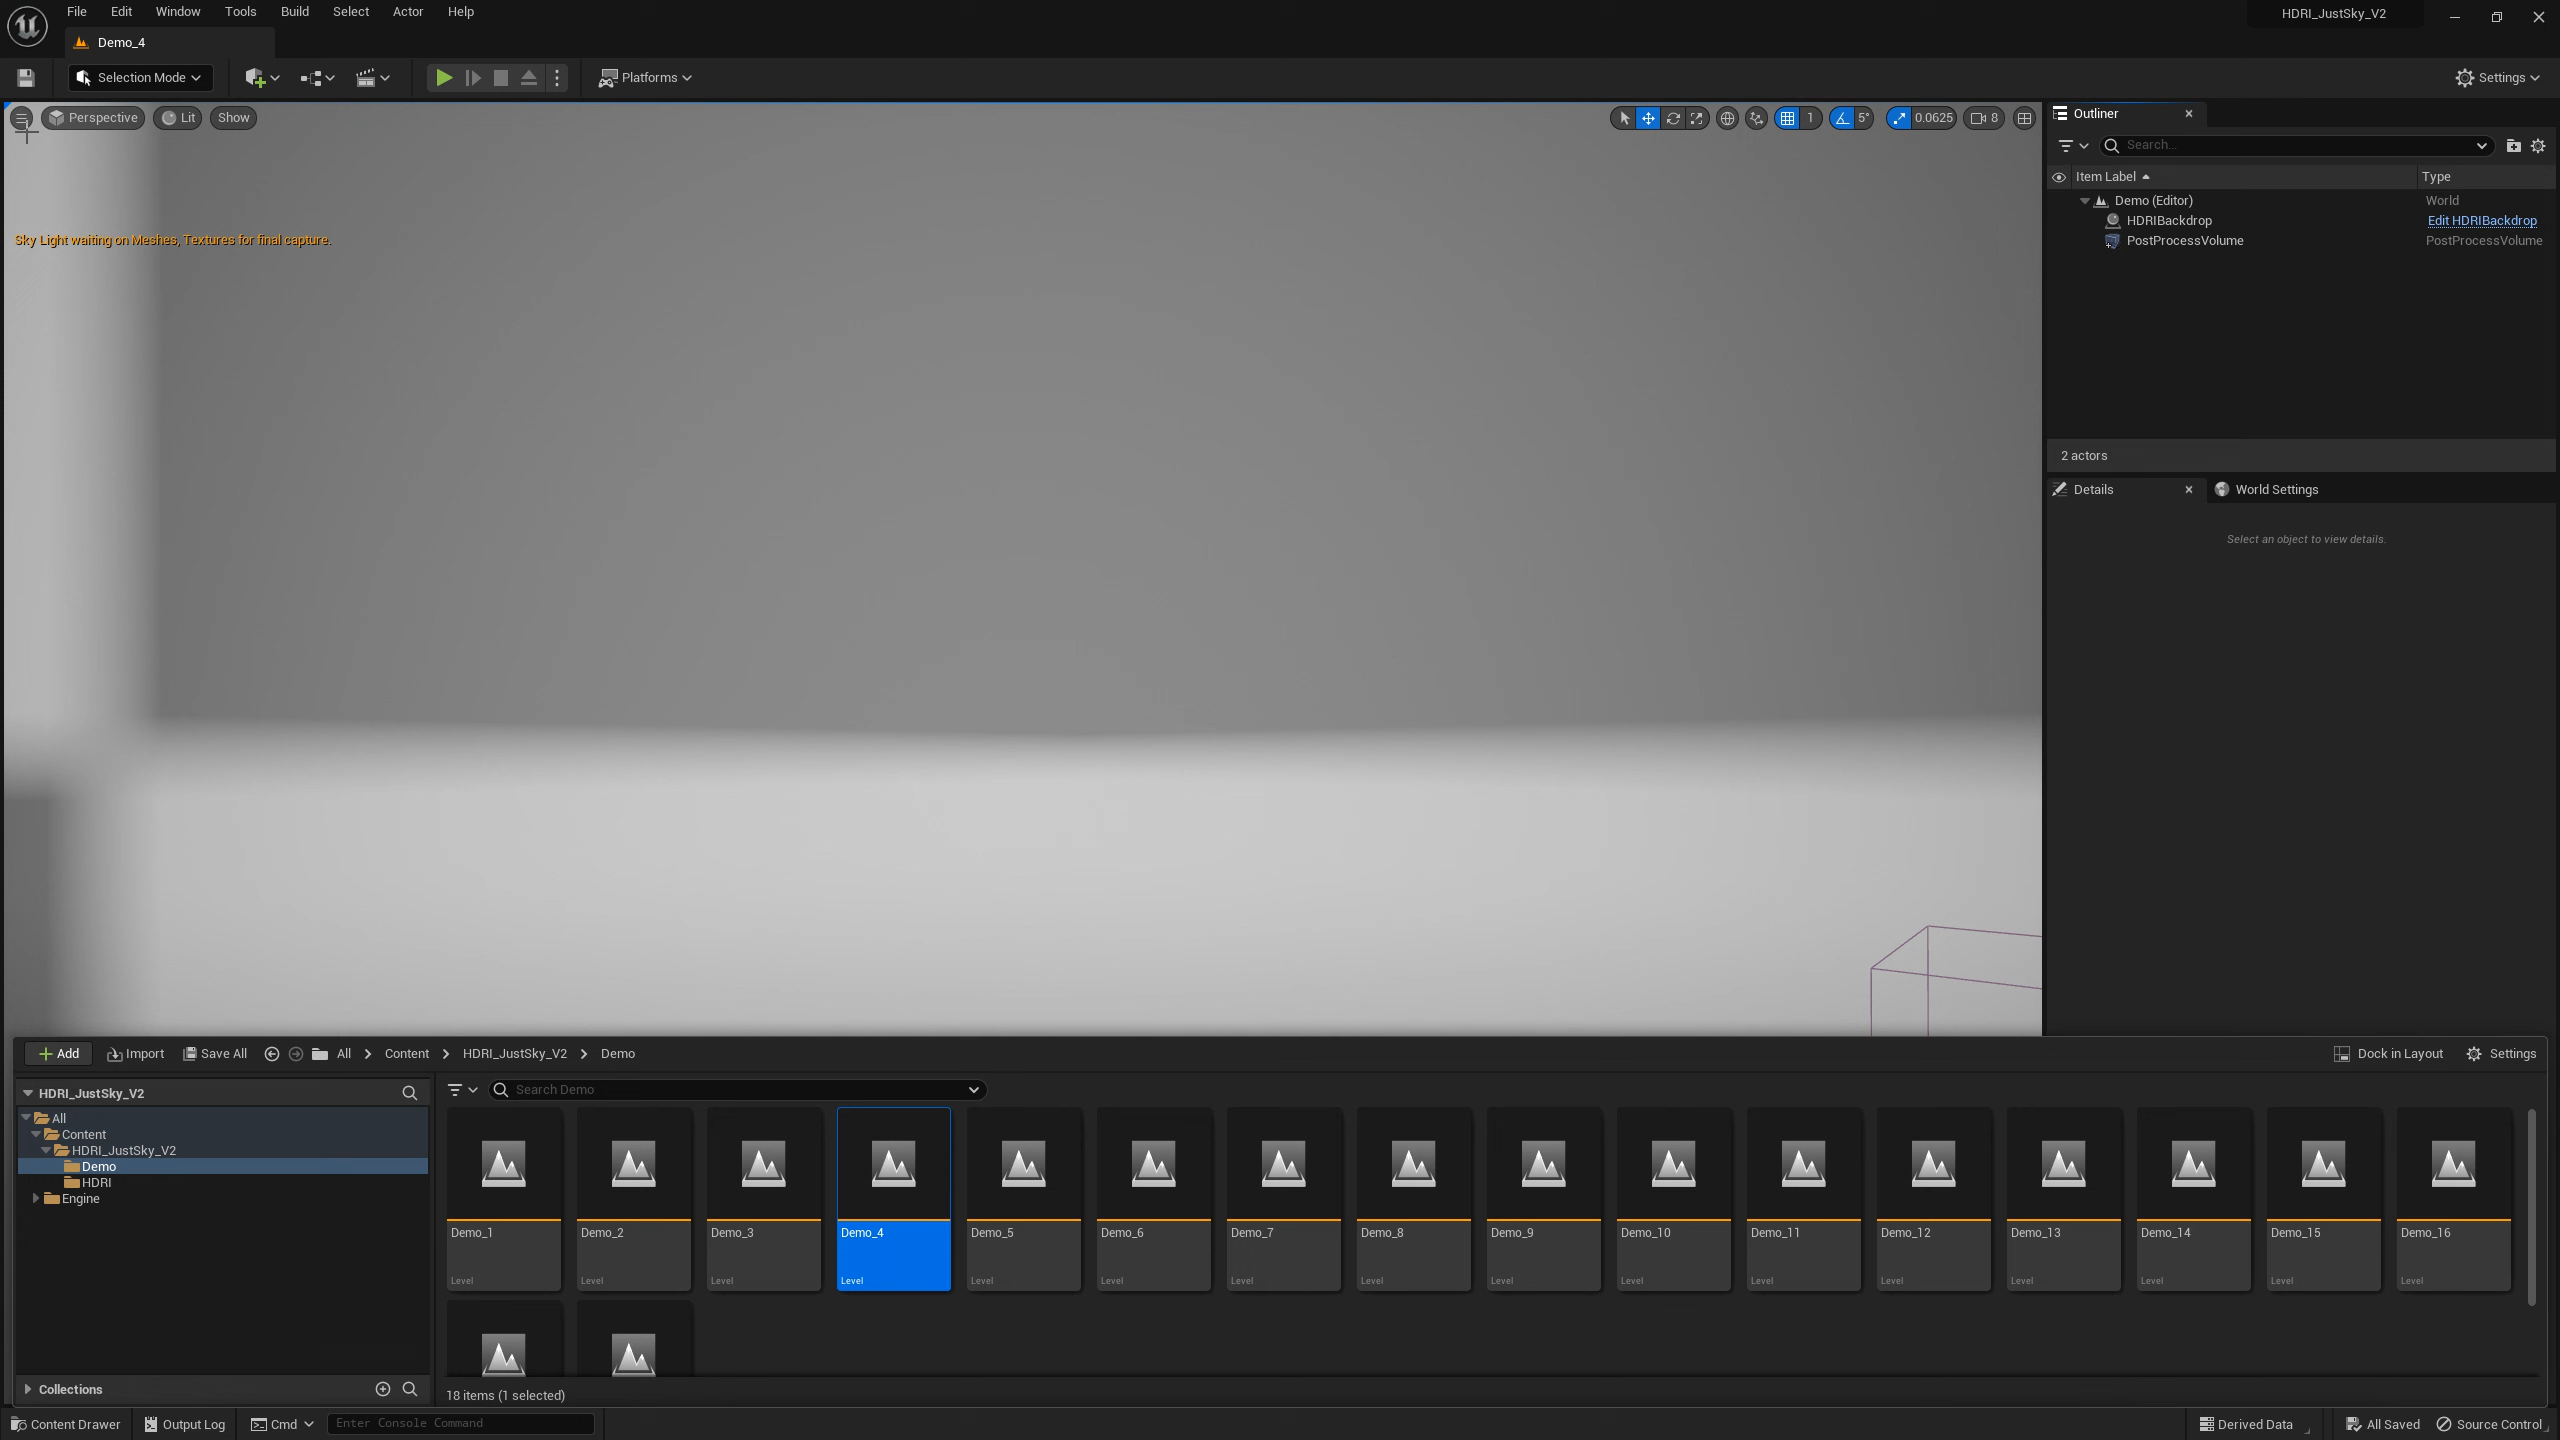 File Edit Window Tools Build Select Actor Help
HDRI_JustSky_V2
Demo_4
Selection Mode
Platforms
Settings
Perspective
Lit
Show
1
5°
0.0625
8
Sky Light waiting on Meshes, Textures for final capture.
Outliner
Search...
Item Label
Type
Demo (Editor)
World
HDRIBackdrop
Edit HDRIBackdrop
PostProcessVolume
PostProcessVolume
2 actors
Details
World Settings
Select an object to view details.
Add
Import
Save All
All
Content
HDRI_JustSky_V2
Demo
Dock in Layout
Settings
HDRI_JustSky_V2
All
Content
HDRI_JustSky_V2
Demo
HDRI
Engine
Collections
Search Demo
Demo_1 Demo_2 Demo_3 Demo_4 Demo_5 Demo_6 Demo_7 Demo_8 Demo_9 Demo_10 Demo_11 Demo_12 Demo_13 Demo_14 Demo_15 Demo_16
Level Level Level Level Level Level Level Level Level Level Level Level Level Level Level Level
18 items (1 selected)
Content Drawer
Output Log
Cmd
Enter Console Command
Derived Data
All Saved
Source Control